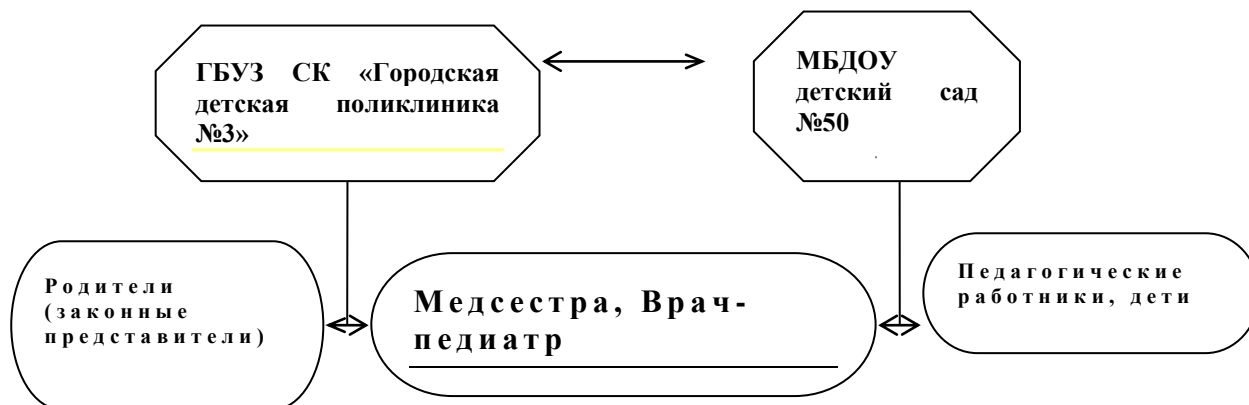 ГБУЗ СК «Городская
детская поликлиника
№3»
МБДОУ
детский сад
№50
Родители
(законные
представители)
Медсестра, Врач-
педиатр
Педагогические
работники, дети